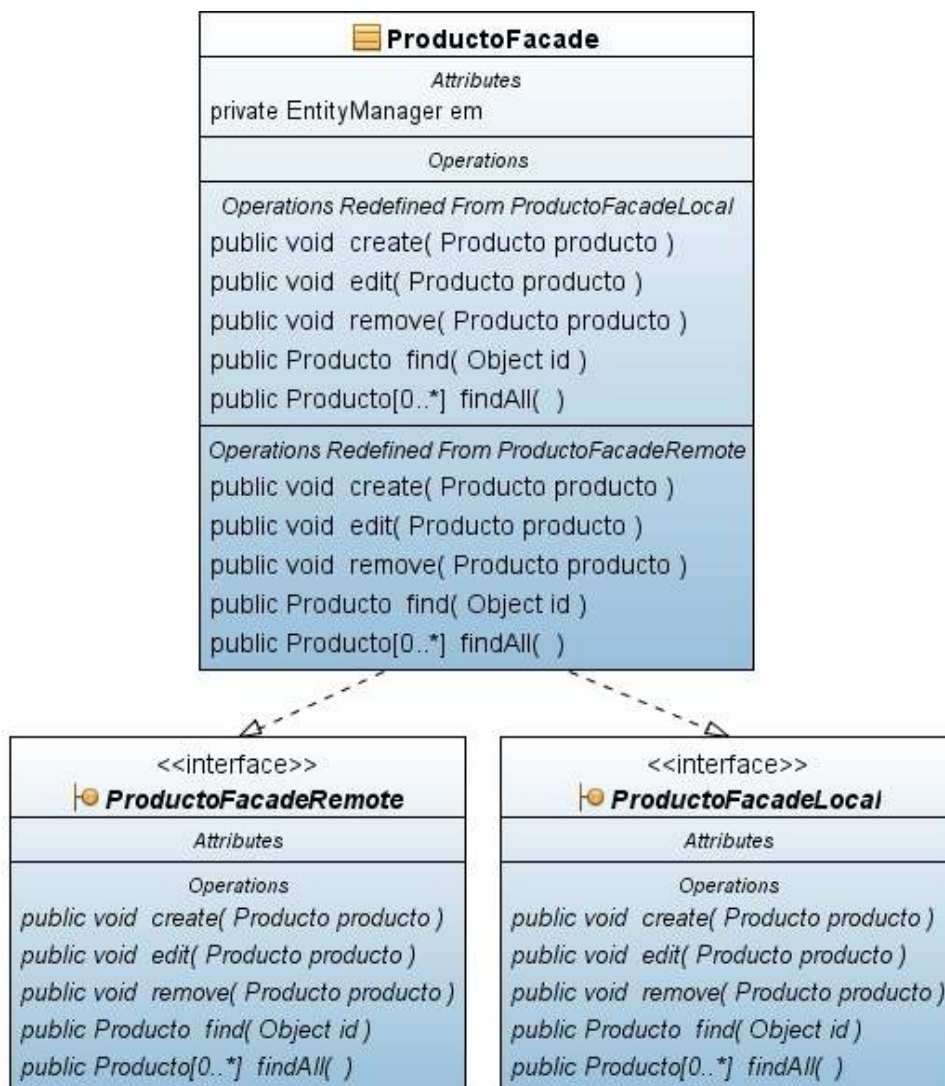 ProductoFacade
Attributes
private EntityManager em
Operations
Operations Redefined From ProductoFacadeLocal
public void create( Producto producto )
public void edit( Producto producto )
public void remove( Producto producto )
public Producto find( Object id )
public Producto[0..*] findAll( )
Operations Redefined From ProductoFacadeRemote
public void create( Producto producto )
public void edit( Producto producto )
public void remove( Producto producto )
public Producto find( Object id )
public Producto[0..*] findAll( )
<<interface>>
ProductoFacadeRemote
Attributes
Operations
public void create( Producto producto )
public void edit( Producto producto )
public void remove( Producto producto )
public Producto find( Object id )
public Producto[0..*] findAll( )
<<interface>>
ProductoFacadeLocal
Attributes
Operations
public void create( Producto producto )
public void edit( Producto producto )
public void remove( Producto producto )
public Producto find( Object id )
public Producto[0..*] findAll( )